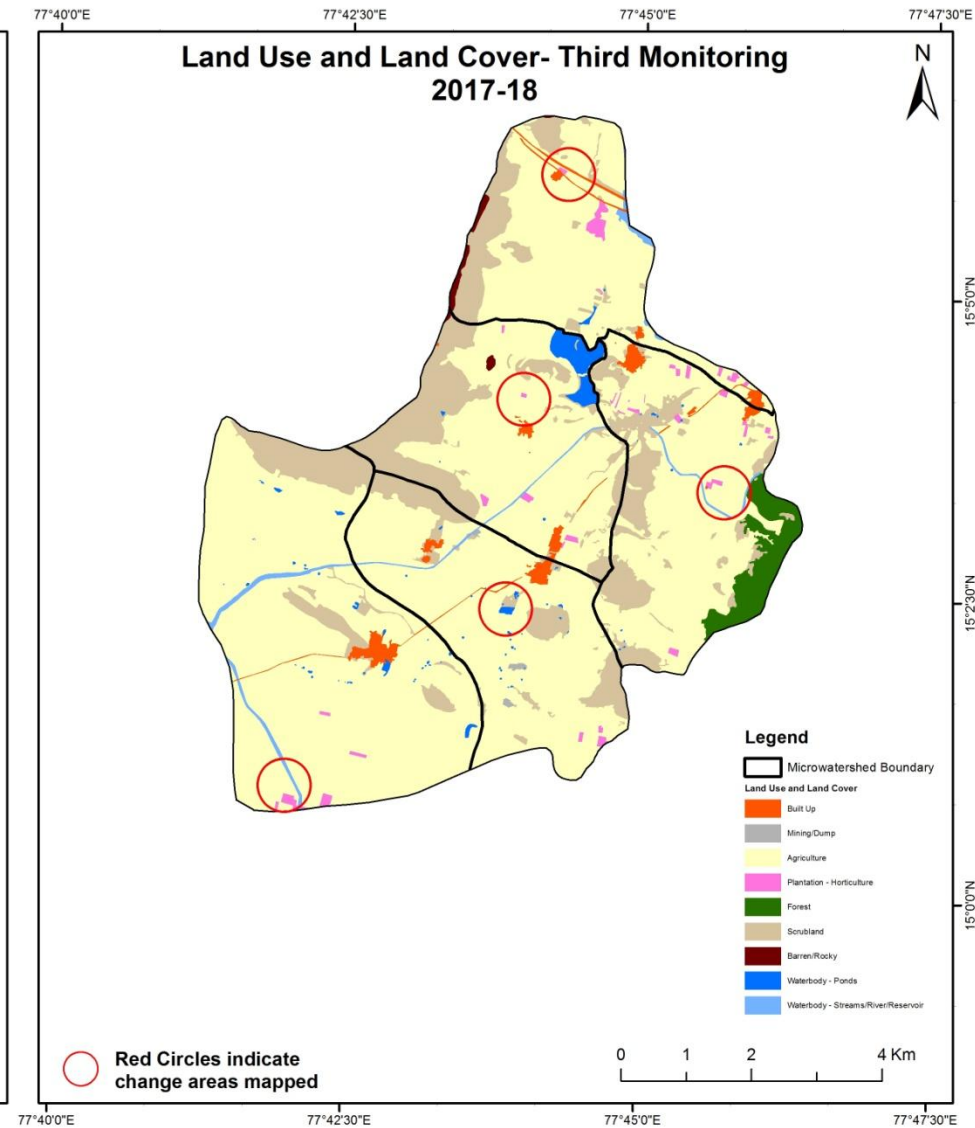 77°40'0"E 77°42'30"E 77°45'0"E 77°47'30"E
Land Use and Land Cover- Third Monitoring
2017-18
N
15°5'0"N
15°2'30"N
15°0'0"N
Legend
Microwatershed Boundary
Land Use and Land Cover
Built Up
Mining/Dump
Agriculture
Plantation - Horticulture
Forest
Scrubland
Barren/Rocky
Waterbody - Ponds
Waterbody - Streams/River/Reservoir
Red Circles indicate
change areas mapped
0 1 2 4 Km
77°40'0"E 77°42'30"E 77°45'0"E 77°47'30"E